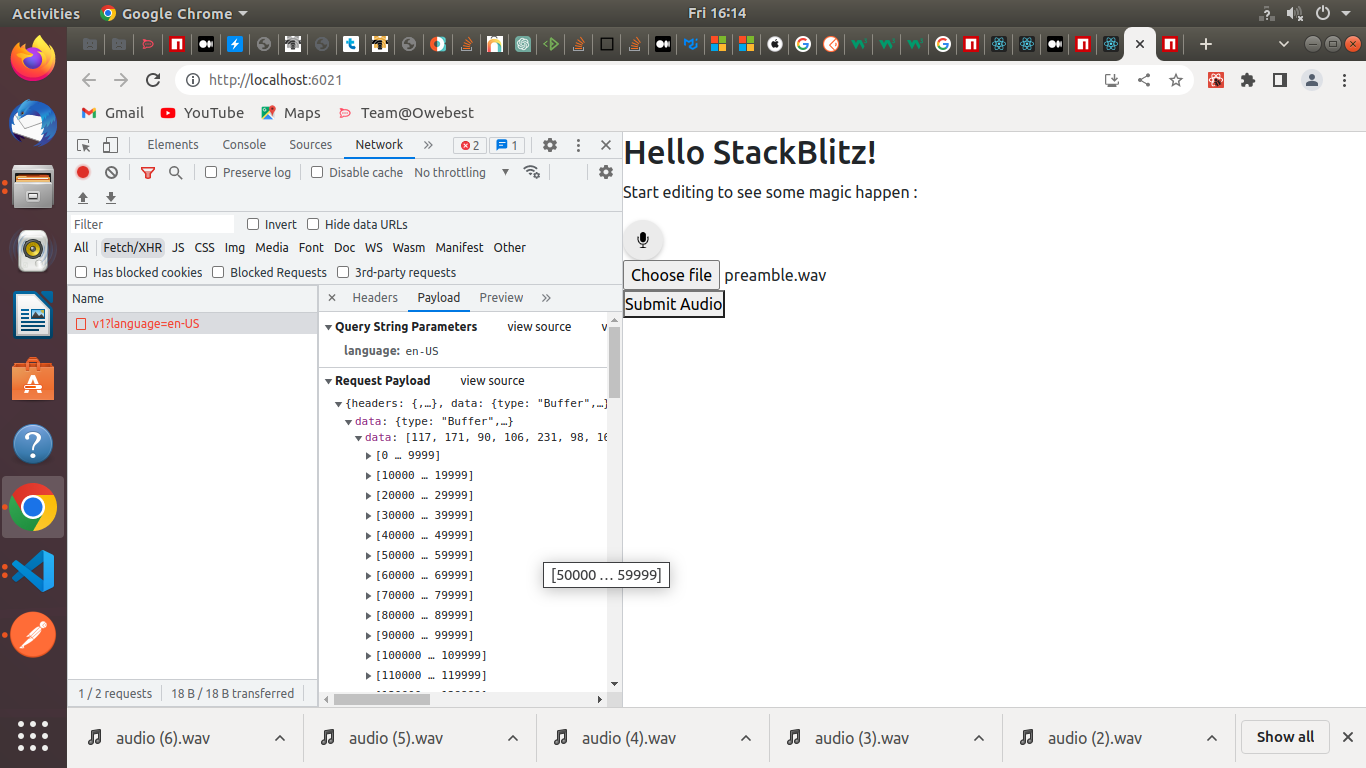 Activities
Google Chrome
Fri 16:14
http://localhost:6021
Gmail
YouTube
Maps
Team@Owebest
Elements
Console
Sources
Network
2
1
Preserve log
Disable cache
No throttling
Filter
Invert
Hide data URLs
All
Fetch/XHR
JS
CSS
Img
Media
Font
Doc
WS
Wasm
Manifest
Other
Has blocked cookies
Blocked Requests
3rd-party requests
Name
v1?language=en-US
1 / 2 requests
18 B / 18 B transferred
Headers
Payload
Preview
Query String Parameters
view source
language: en-US
Request Payload
view source
{headers: {,…}, data: {type: "Buffer",…}
data: {type: "Buffer",…}
data: [117, 171, 90, 106, 231, 98, 16
[0 … 9999]
[10000 … 19999]
[20000 … 29999]
[30000 … 39999]
[40000 … 49999]
[50000 … 59999]
[60000 … 69999]
[70000 … 79999]
[80000 … 89999]
[90000 … 99999]
[100000 … 109999]
[110000 … 119999]
[50000 … 59999]
Hello StackBlitz!
Start editing to see some magic happen :
Choose file
preamble.wav
Submit Audio
audio (6).wav
audio (5).wav
audio (4).wav
audio (3).wav
audio (2).wav
Show all